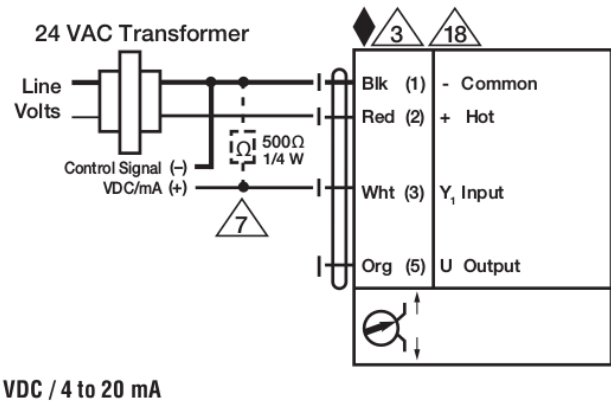 24 VAC Transformer
3
18
Line
Volts
Blk (1) - Common
Red (2) + Hot
Ω
500Ω
1/4 W
Control Signal (–)
VDC/mA (+)
Wht (3) Y1 Input
7
Org (5) U Output
VDC / 4 to 20 mA